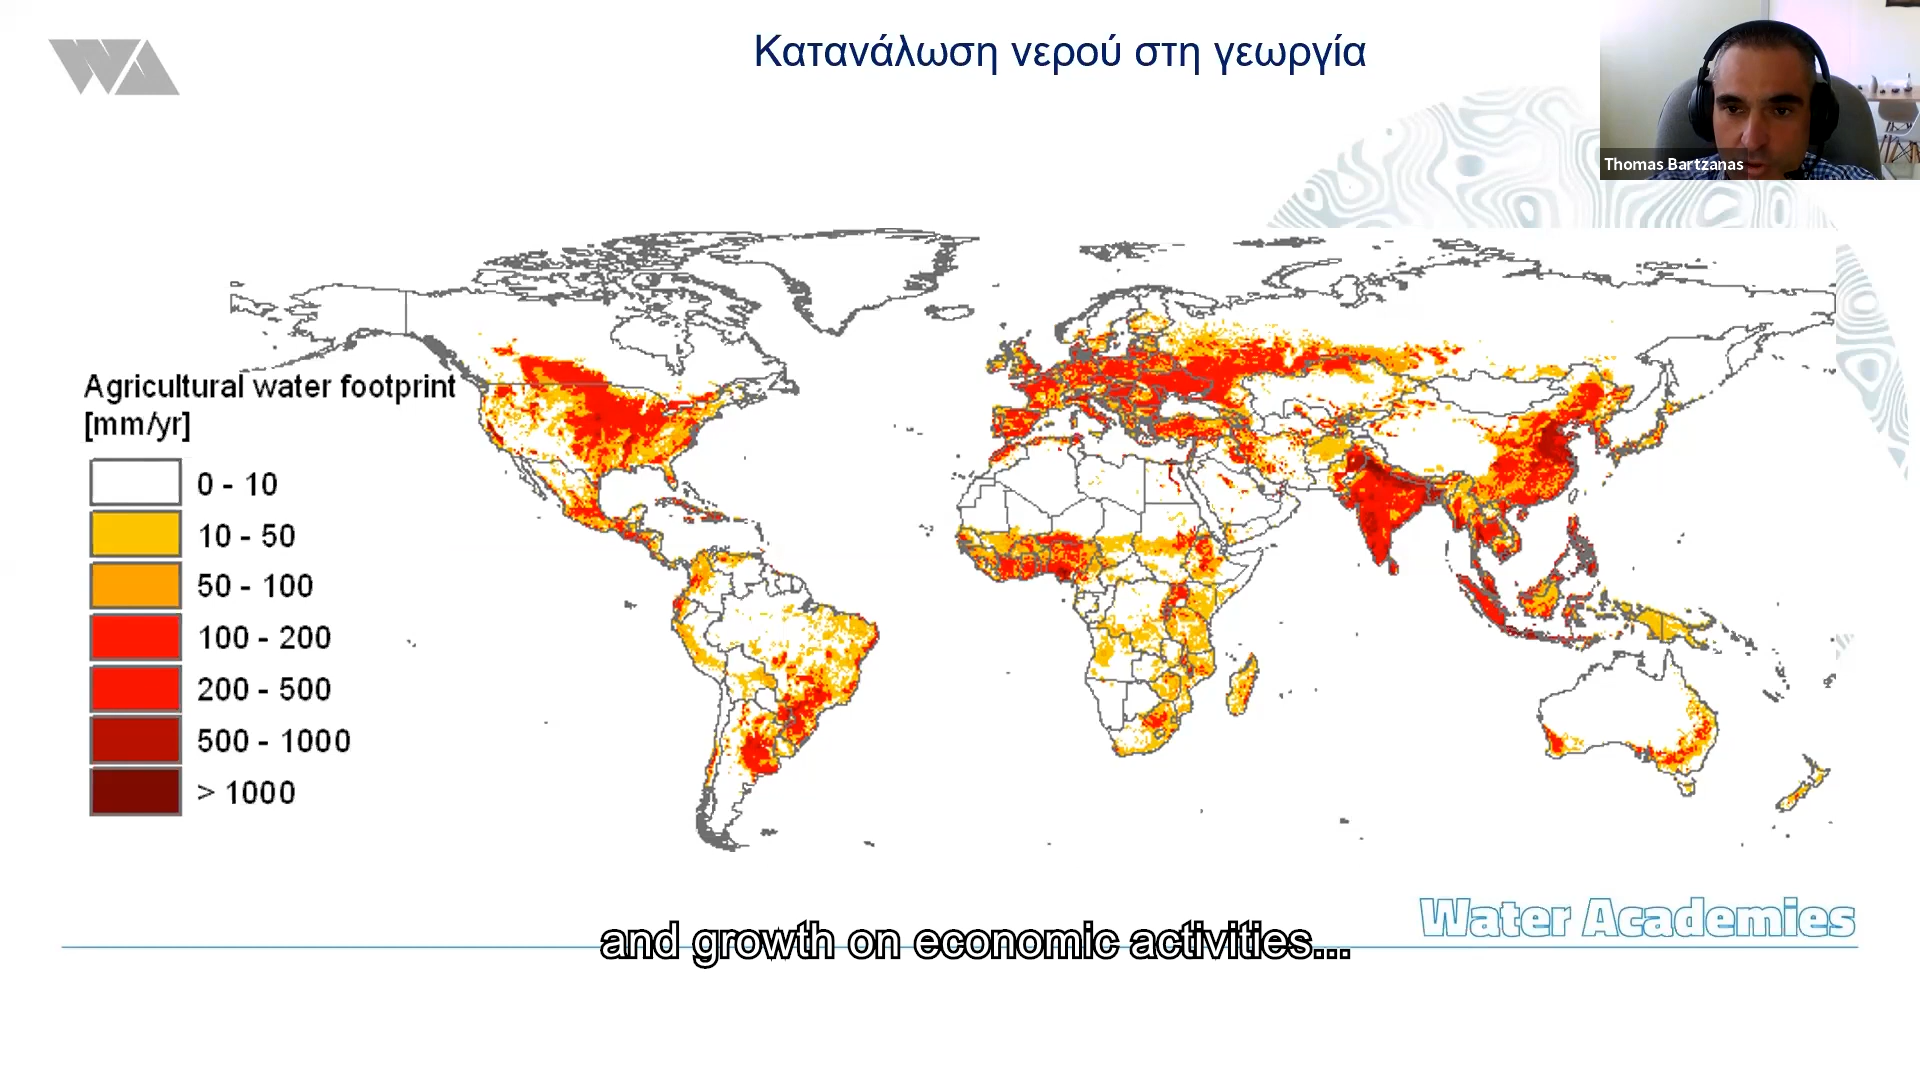 WA
Κατανάλωση νερού στη γεωργία
Thomas Bartzanas
Agricultural water footprint
[mm/yr]
0 - 10
10 - 50
50 - 100
100 - 200
200 - 500
500 - 1000
> 1000
Water Academies
and growth on economic activities...